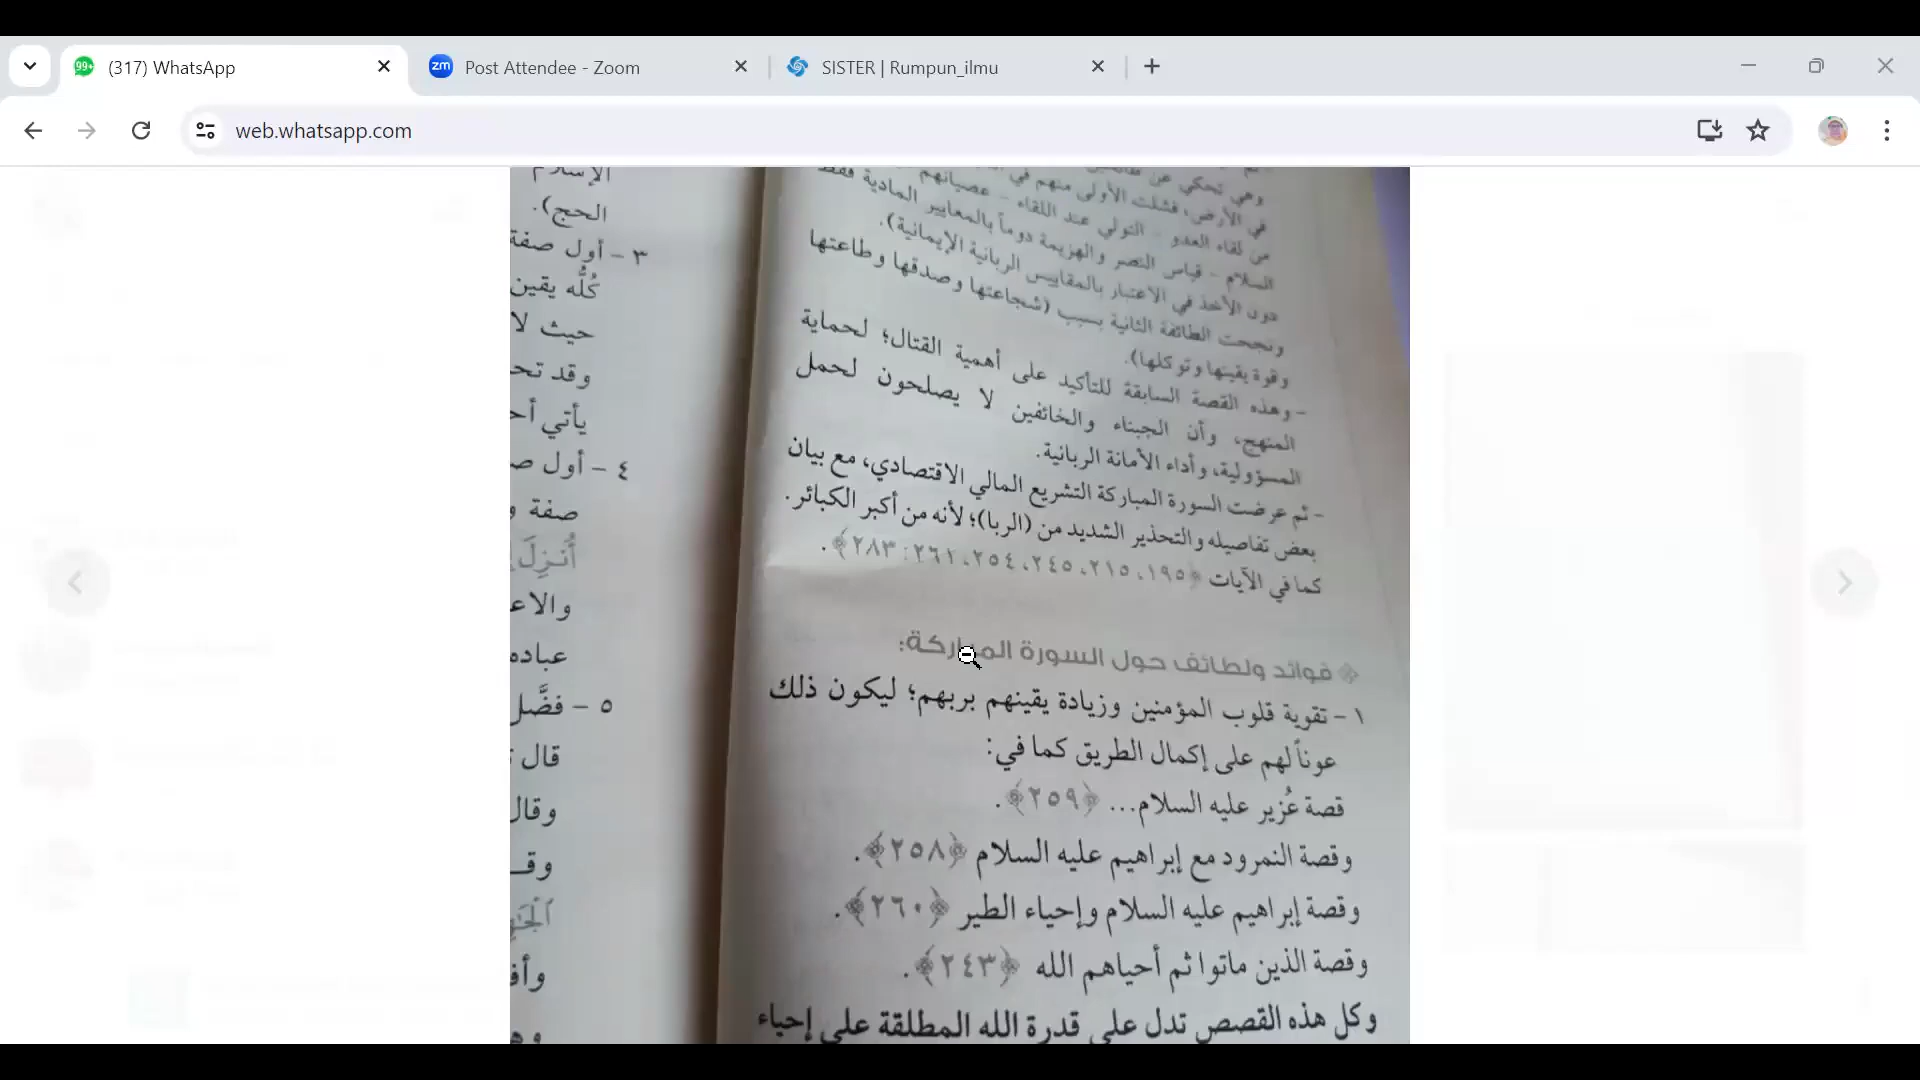 (317) WhatsApp
Post Attendee - Zoom
SISTER | Rumpun_ilmu
web.whatsapp.com
وهي تحكي عن
في الأرض، فشلت الأولى منهم في
من لقاء العدو - التولي عند اللقاء - عصيانهم
السلام - قياس النصر والهزيمة دوماً بالمعايير المادية فقط
دون الأخذ في الاعتبار بالمقاييس الربانية الإيمانية).
ونجحت الطائفة الثانية بسبب (شجاعتها وصدقها وطاعتها
وقوة يقينها وتوكلها).
- وهذه القصة السابقة للتأكيد على أهمية القتال؛ لحماية
المنهج، وأن الجبناء والخائفين لا يصلحون لحمل
المسؤولية، وأداء الأمانة الربانية.
- ثم عرضت السورة المباركة التشريع المالي الاقتصادي، مع بيان
بعض تفاصيله والتحذير الشديد من (الربا)؛ لأنه من أكبر الكبائر.
كما في الآيات ﴿١٩٥، ٢١٥، ٢٤٥، ٢٥٤، ٢٦١: ٢٨٣﴾.
فوائد ولطائف حول السورة المباركة:
١ - تقوية قلوب المؤمنين وزيادة يقينهم بربهم؛ ليكون ذلك
عوناً لهم على إكمال الطريق كما في:
قصة عُزير عليه السلام... ﴿٢٥٩﴾.
وقصة النمرود مع إبراهيم عليه السلام ﴿٢٥٨﴾.
وقصة إبراهيم عليه السلام وإحياء الطير ﴿٢٦٠﴾.
وقصة الذين ماتوا ثم أحياهم الله ﴿٢٤٣﴾.
وكل هذه القصص تدل على قدرة الله المطلقة على إحياء
الإسلام
الحج).
٣ - أول صفة
كُلُّه يقين
حيث لا
وقد تحـ
يأتي أحـ
٤ - أول صـ
صفة و
أُنزِلَ
والاعـ
عباده
٥ - فضَّل
قال
وقال
وقـ
وأفـ